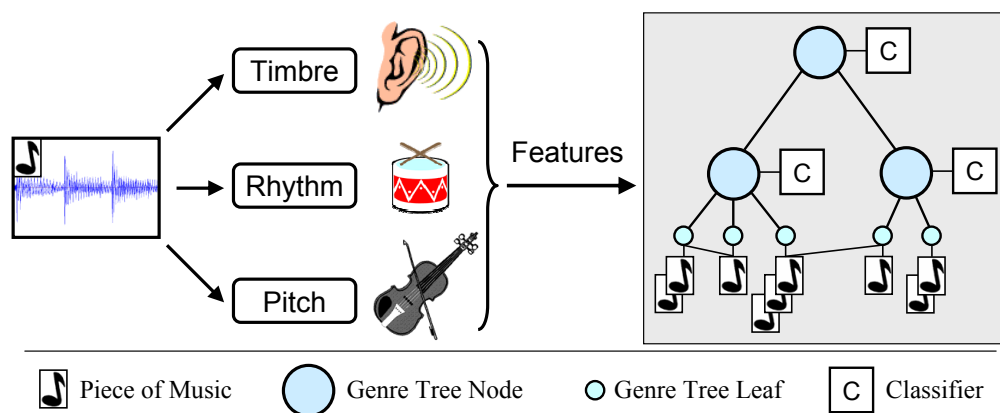 Timbre
C
Features
Rhythm
C
C
Pitch
Piece of Music
Genre Tree Node
Genre Tree Leaf
C
Classifier